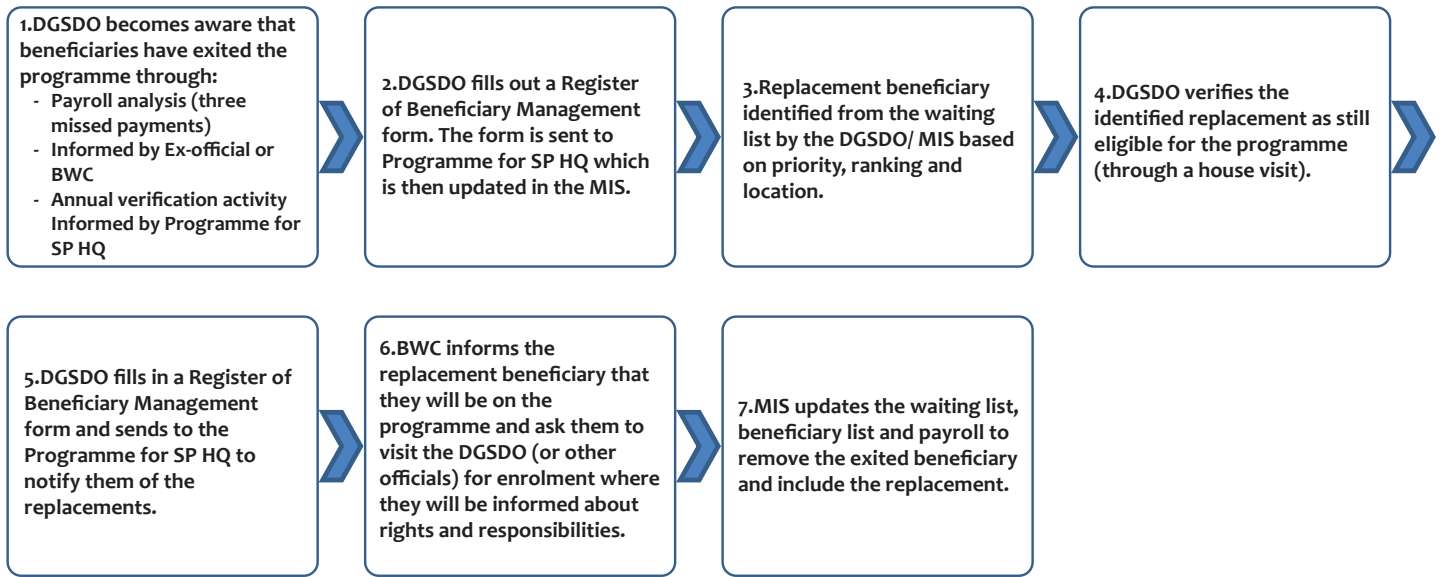 1.DGSDO becomes aware that
beneficiaries have exited the
programme through:
- Payroll analysis (three
missed payments)
- Informed by Ex-official or
BWC
- Annual verification activity
Informed by Programme for
SP HQ
2.DGSDO fills out a Register
of Beneficiary Management
form. The form is sent to
Programme for SP HQ which
is then updated in the MIS.
3.Replacement beneficiary
identified from the waiting
list by the DGSDO/ MIS based
on priority, ranking and
location.
4.DGSDO verifies the
identified replacement as still
eligible for the programme
(through a house visit).
5.DGSDO fills in a Register of
Beneficiary Management
form and sends to the
Programme for SP HQ to
notify them of the
replacements.
6.BWC informs the
replacement beneficiary that
they will be on the
programme and ask them to
visit the DGSDO (or other
officials) for enrolment where
they will be informed about
rights and responsibilities.
7.MIS updates the waiting list,
beneficiary list and payroll to
remove the exited beneficiary
and include the replacement.